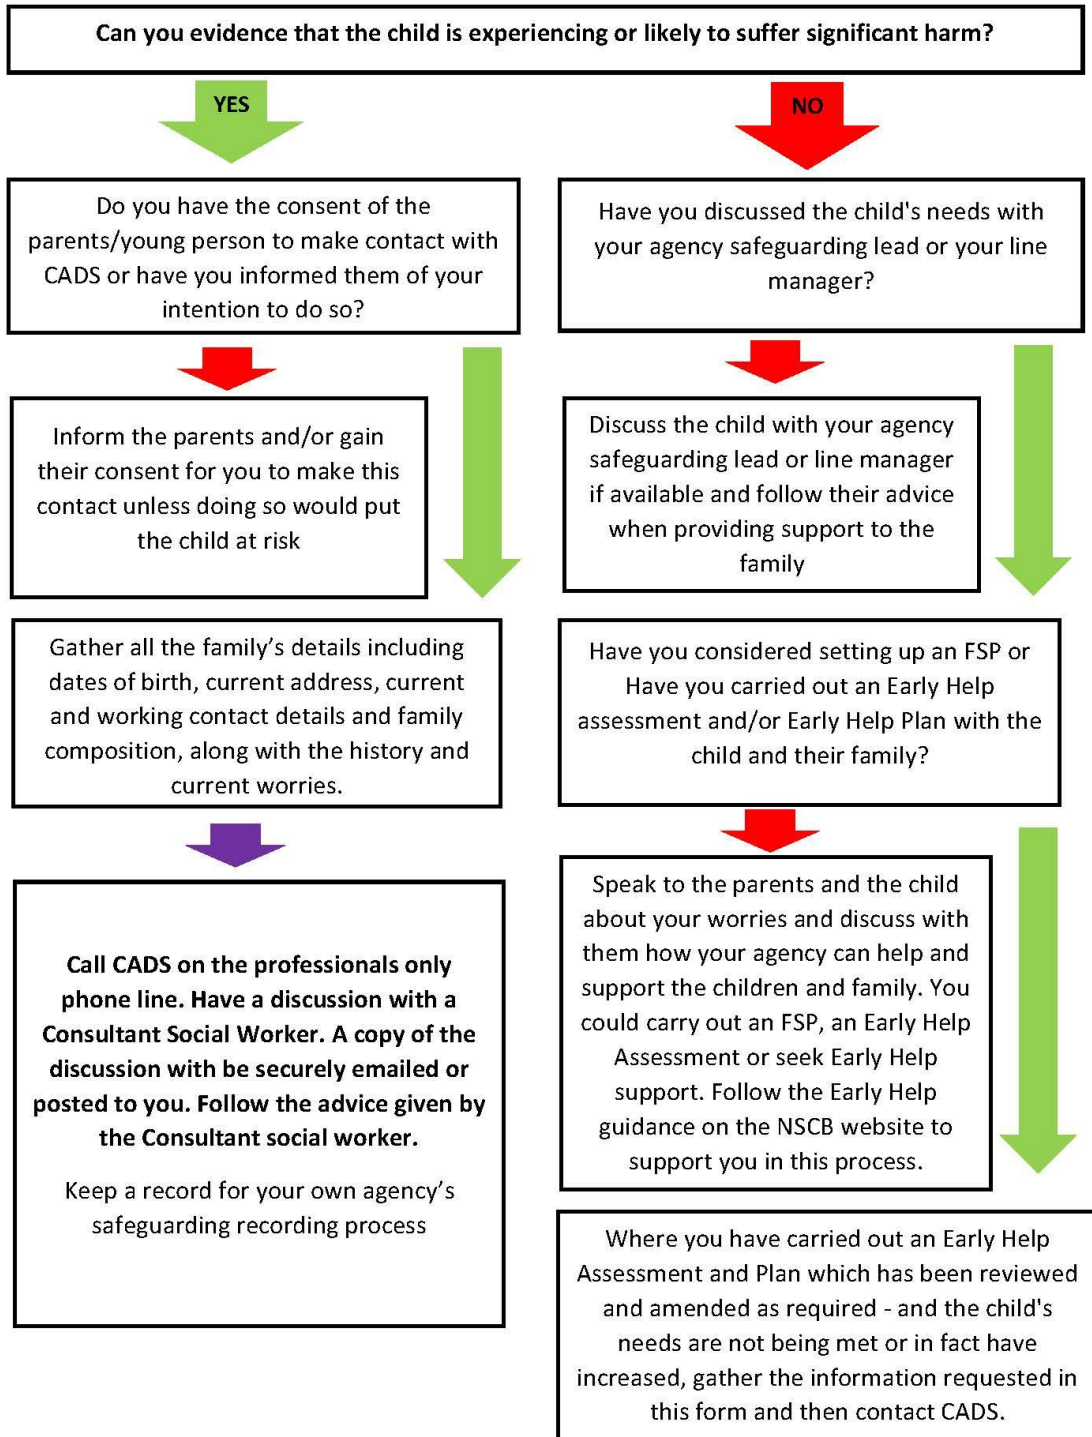 Can you evidence that the child is experiencing or likely to suffer significant harm?
YES
NO
Do you have the consent of the
parents/young person to make contact with
CADS or have you informed them of your
intention to do so?
Have you discussed the child's needs with
your agency safeguarding lead or your line
manager?
Inform the parents and/or gain
their consent for you to make this
contact unless doing so would put
the child at risk
Discuss the child with your agency
safeguarding lead or line manager
if available and follow their advice
when providing support to the
family
Gather all the family’s details including
dates of birth, current address, current
and working contact details and family
composition, along with the history and
current worries.
Have you considered setting up an FSP or
Have you carried out an Early Help
assessment and/or Early Help Plan with the
child and their family?
Call CADS on the professionals only
phone line. Have a discussion with a
Consultant Social Worker. A copy of the
discussion with be securely emailed or
posted to you. Follow the advice given by
the Consultant social worker.
Keep a record for your own agency’s
safeguarding recording process
Speak to the parents and the child
about your worries and discuss with
them how your agency can help and
support the children and family. You
could carry out an FSP, an Early Help
Assessment or seek Early Help
support. Follow the Early Help
guidance on the NSCB website to
support you in this process.
Where you have carried out an Early Help
Assessment and Plan which has been reviewed
and amended as required - and the child's
needs are not being met or in fact have
increased, gather the information requested in
this form and then contact CADS.